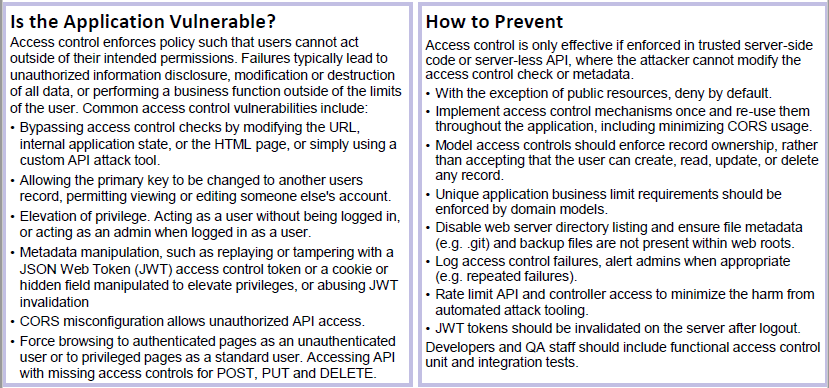 Is the Application Vulnerable?
Access control enforces policy such that users cannot act
outside of their intended permissions. Failures typically lead to
unauthorized information disclosure, modification or destruction
of all data, or performing a business function outside of the limits
of the user. Common access control vulnerabilities include:
• Bypassing access control checks by modifying the URL,
internal application state, or the HTML page, or simply using a
custom API attack tool.
• Allowing the primary key to be changed to another users
record, permitting viewing or editing someone else's account.
• Elevation of privilege. Acting as a user without being logged in,
or acting as an admin when logged in as a user.
• Metadata manipulation, such as replaying or tampering with a
JSON Web Token (JWT) access control token or a cookie or
hidden field manipulated to elevate privileges, or abusing JWT
invalidation
• CORS misconfiguration allows unauthorized API access.
• Force browsing to authenticated pages as an unauthenticated
user or to privileged pages as a standard user. Accessing API
with missing access controls for POST, PUT and DELETE.
How to Prevent
Access control is only effective if enforced in trusted server-side
code or server-less API, where the attacker cannot modify the
access control check or metadata.
• With the exception of public resources, deny by default.
• Implement access control mechanisms once and re-use them
throughout the application, including minimizing CORS usage.
• Model access controls should enforce record ownership, rather
than accepting that the user can create, read, update, or delete
any record.
• Unique application business limit requirements should be
enforced by domain models.
• Disable web server directory listing and ensure file metadata
(e.g. .git) and backup files are not present within web roots.
• Log access control failures, alert admins when appropriate
(e.g. repeated failures).
• Rate limit API and controller access to minimize the harm from
automated attack tooling.
• JWT tokens should be invalidated on the server after logout.
Developers and QA staff should include functional access control
unit and integration tests.